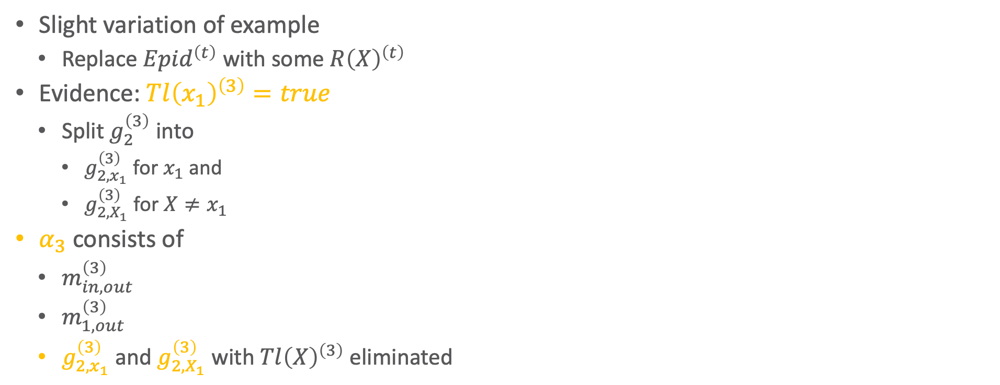 • Slight variation of example
• Replace $Epid^{(t)}$ with some $R(X)^{(t)}$
• Evidence: $Tl(x_1)^{(3)} = true$
• Split $g_2^{(3)}$ into
• $g_{2,x_1}^{(3)}$ for $x_1$ and
• $g_{2,X_1}^{(3)}$ for $X \neq x_1$
• $\alpha_3$ consists of
• $m_{in,out}^{(3)}$
• $m_{1,out}^{(3)}$
• $g_{2,x_1}^{(3)}$ and $g_{2,X_1}^{(3)}$ with $Tl(X)^{(3)}$ eliminated